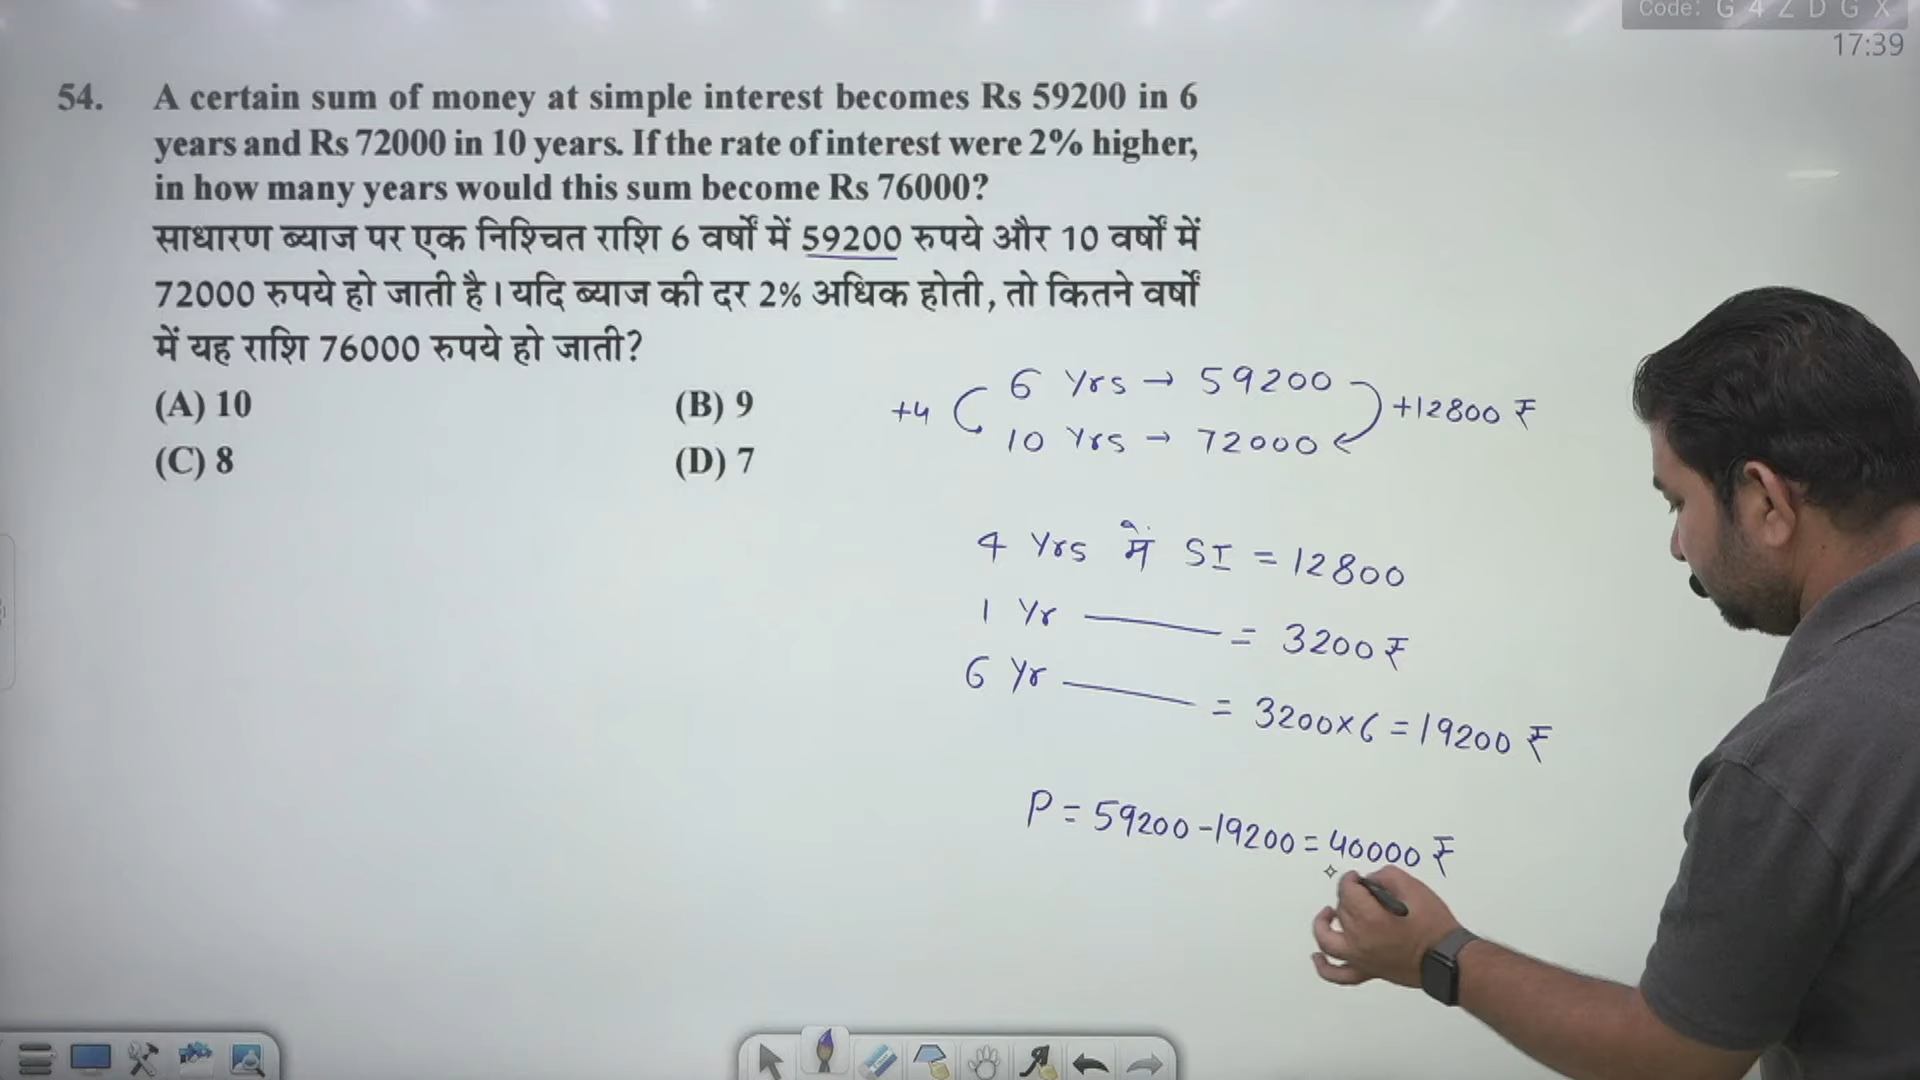 Code: G4ZDGX
17:39
54. A certain sum of money at simple interest becomes Rs 59200 in 6
years and Rs 72000 in 10 years. If the rate of interest were 2% higher,
in how many years would this sum become Rs 76000?
साधारण ब्याज पर एक निश्चित राशि 6 वर्षों में 59200 रुपये और 10 वर्षों में
72000 रुपये हो जाती है। यदि ब्याज की दर 2% अधिक होती, तो कितने वर्षों
में यह राशि 76000 रुपये हो जाती?
(A) 10 (B) 9
(C) 8 (D) 7
6 Yrs → 59200
+4 +12800 ₹
10 Yrs → 72000
4 Yrs में SI = 12800
1 Yr = 3200 ₹
6 Yr = 3200×6 = 19200 ₹
P = 59200 - 19200 = 40000 ₹